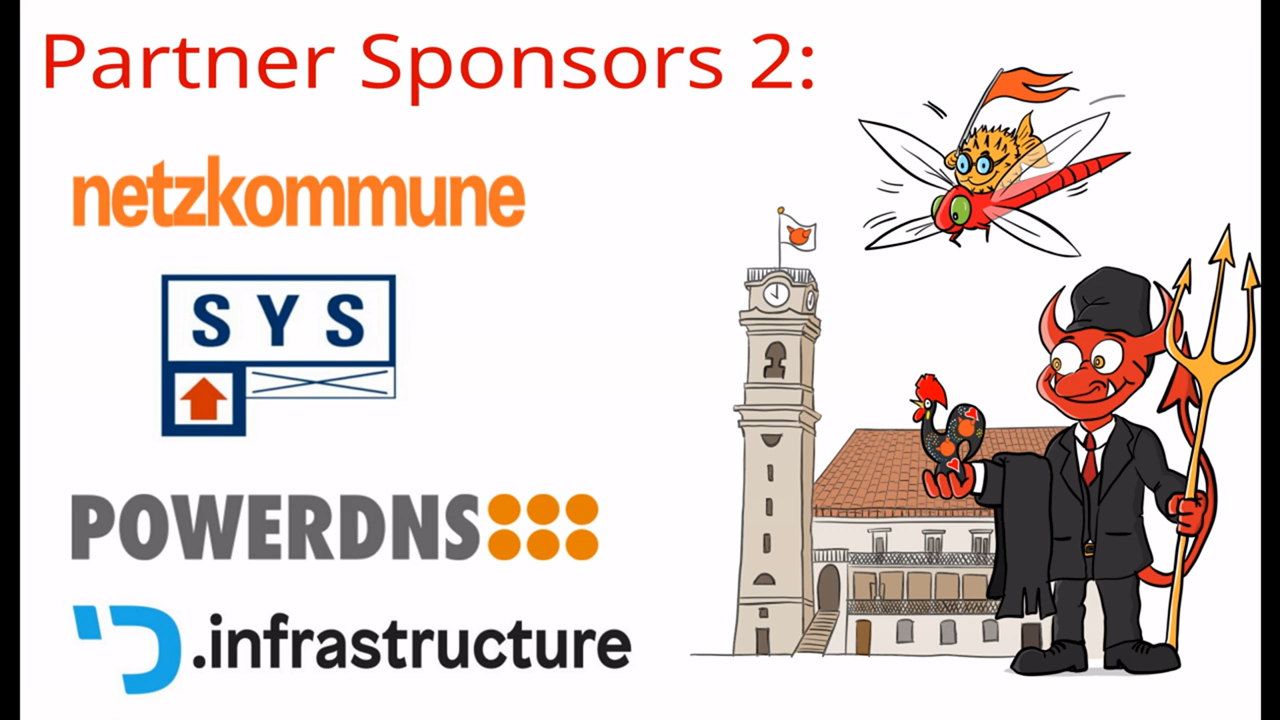 Partner Sponsors 2:
netzkommune
SYS
POWERDNS
.infrastructure